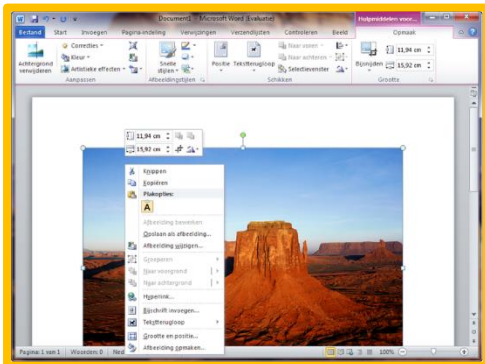 Document1 - Microsoft Word (Evaluatie)
Hulpmiddelen voor...
Bestand Start Invoegen Pagina-indeling Verwijzingen Verzendlijsten Controleren Beeld Opmaak
Achtergrond verwijderen
Correcties
Kleur
Artistieke effecten
Aanpassen
Snelle stijlen
Afbeeldingstijlen
Positie
Tekstterugloop
Naar voren
Naar achteren
Selectievenster
Schikken
Bijsnijden
11,94 cm
15,92 cm
Grootte
11,94 cm
15,92 cm
Knippen
Kopiëren
Plakopties:
A
Afbeelding bewerken
Opslaan als afbeelding...
Afbeelding wijzigen...
Groeperen
Naar voorgrond
Naar achtergrond
Hyperlink...
Bijschrift invoegen...
Tekstterugloop
Grootte en positie...
Afbeelding opmaken...
Pagina: 1 van 1 Woorden: 0 Ned
100%